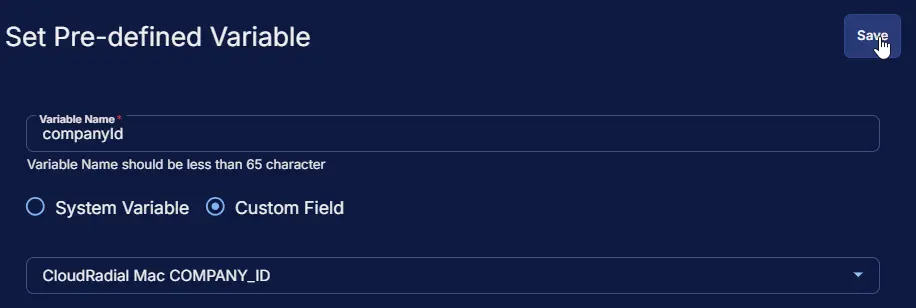 Set Pre-defined Variable
Save
Variable Name *
companyId
Variable Name should be less than 65 character
System Variable
Custom Field
CloudRadial Mac COMPANY_ID